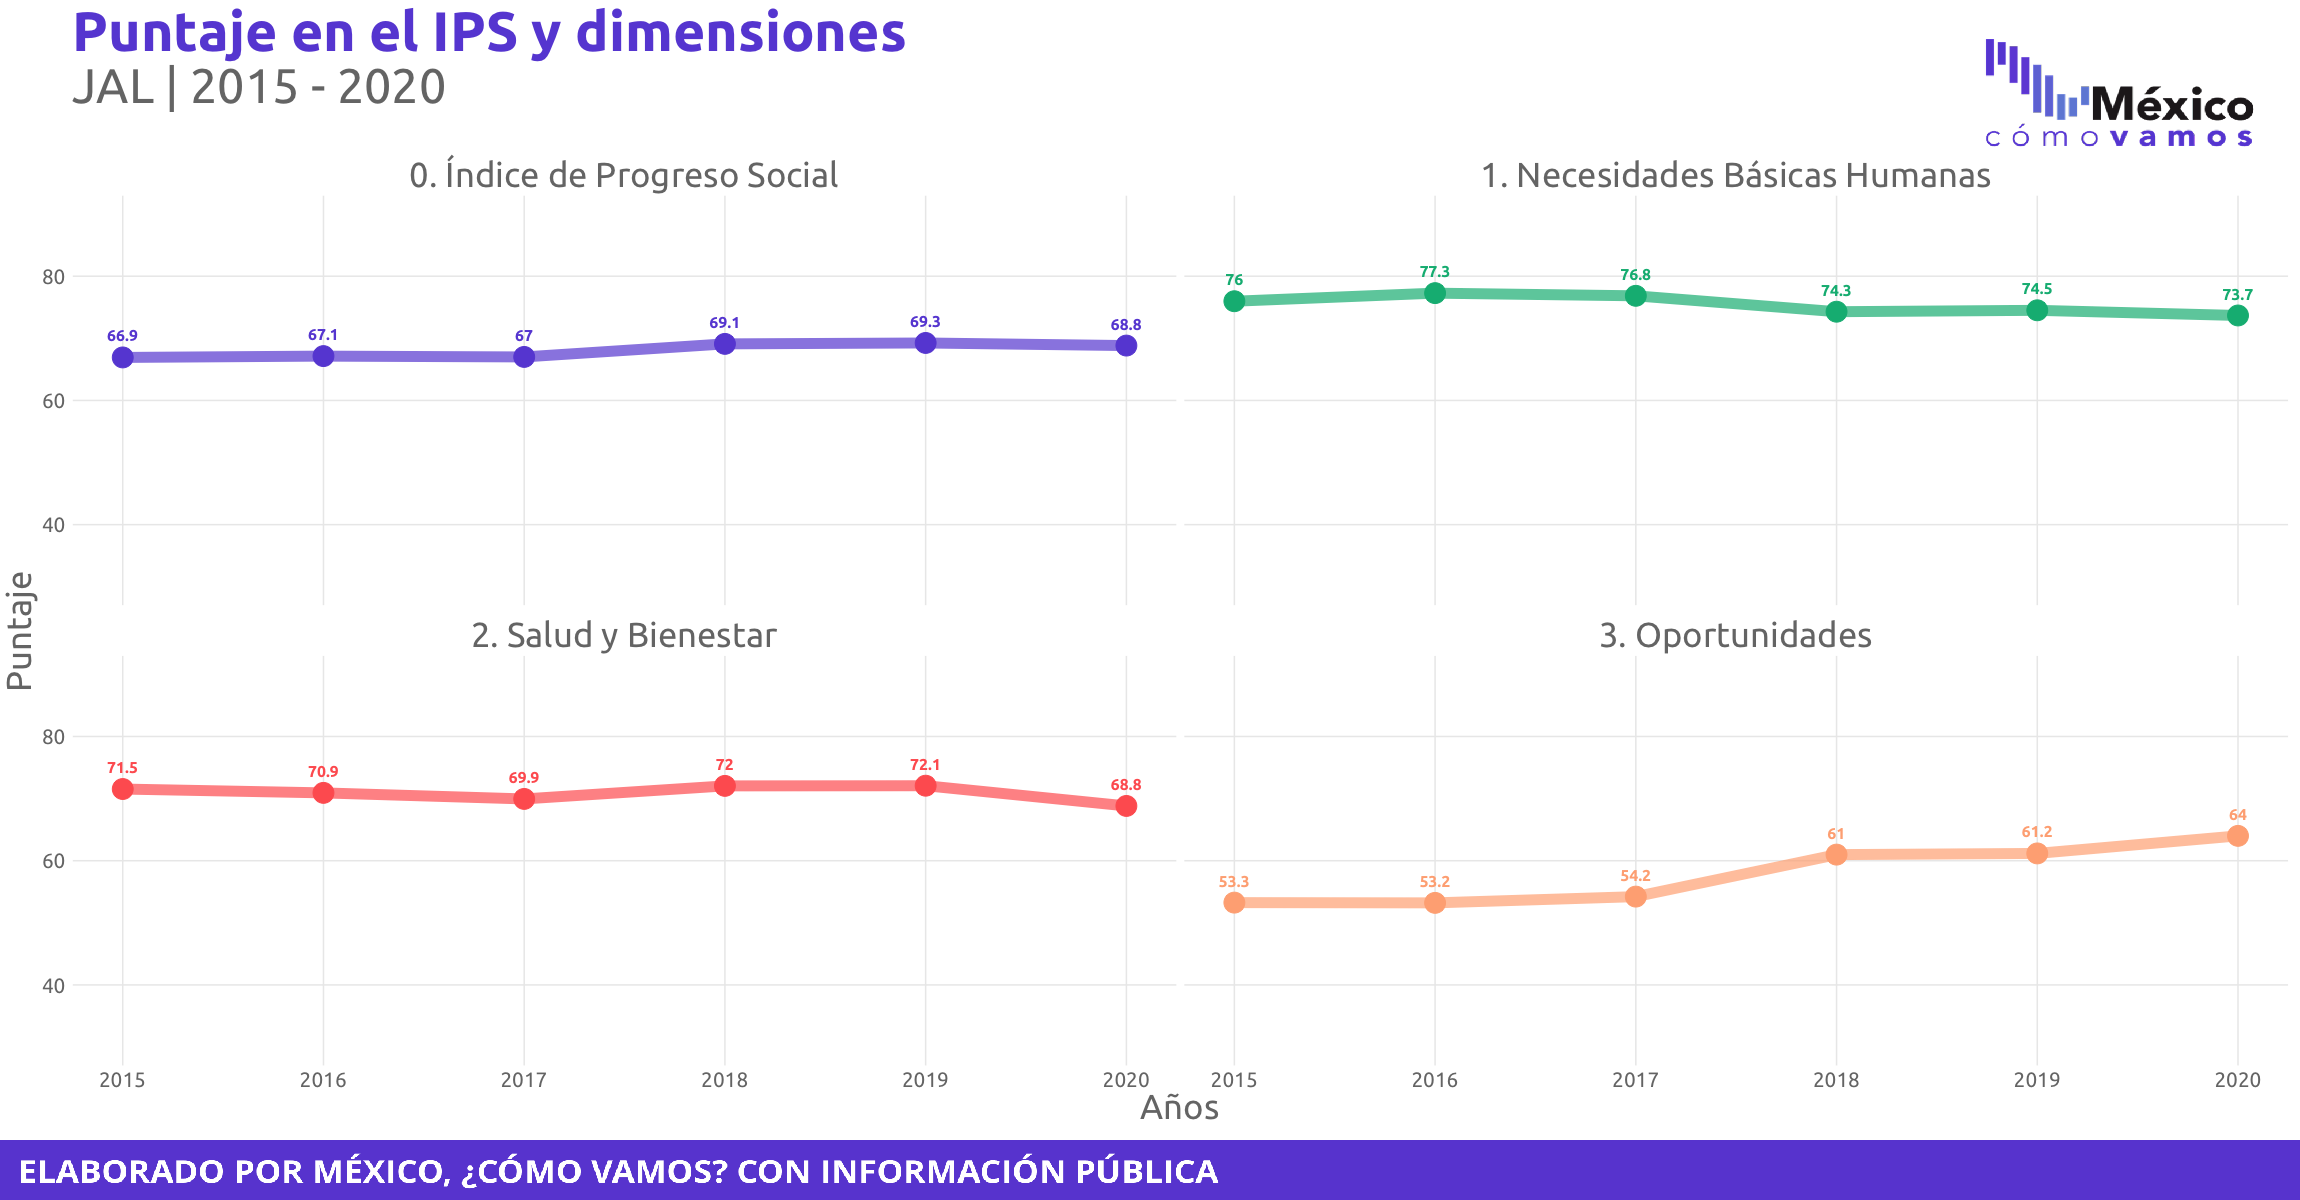 Puntaje en el IPS y dimensiones
JAL | 2015 - 2020
México
cómo vamos
0. Índice de Progreso Social
1. Necesidades Básicas Humanas
80
60
40
66.9
67.1
67
69.1
69.3
68.8
76
77.3
76.8
74.3
74.5
73.7
Puntaje
2. Salud y Bienestar
3. Oportunidades
80
60
40
71.5
70.9
69.9
72
72.1
68.8
53.3
53.2
54.2
61
61.2
64
2015 2016 2017 2018 2019 2020 2015 2016 2017 2018 2019 2020
Años
ELABORADO POR MÉXICO, ¿CÓMO VAMOS? CON INFORMACIÓN PÚBLICA